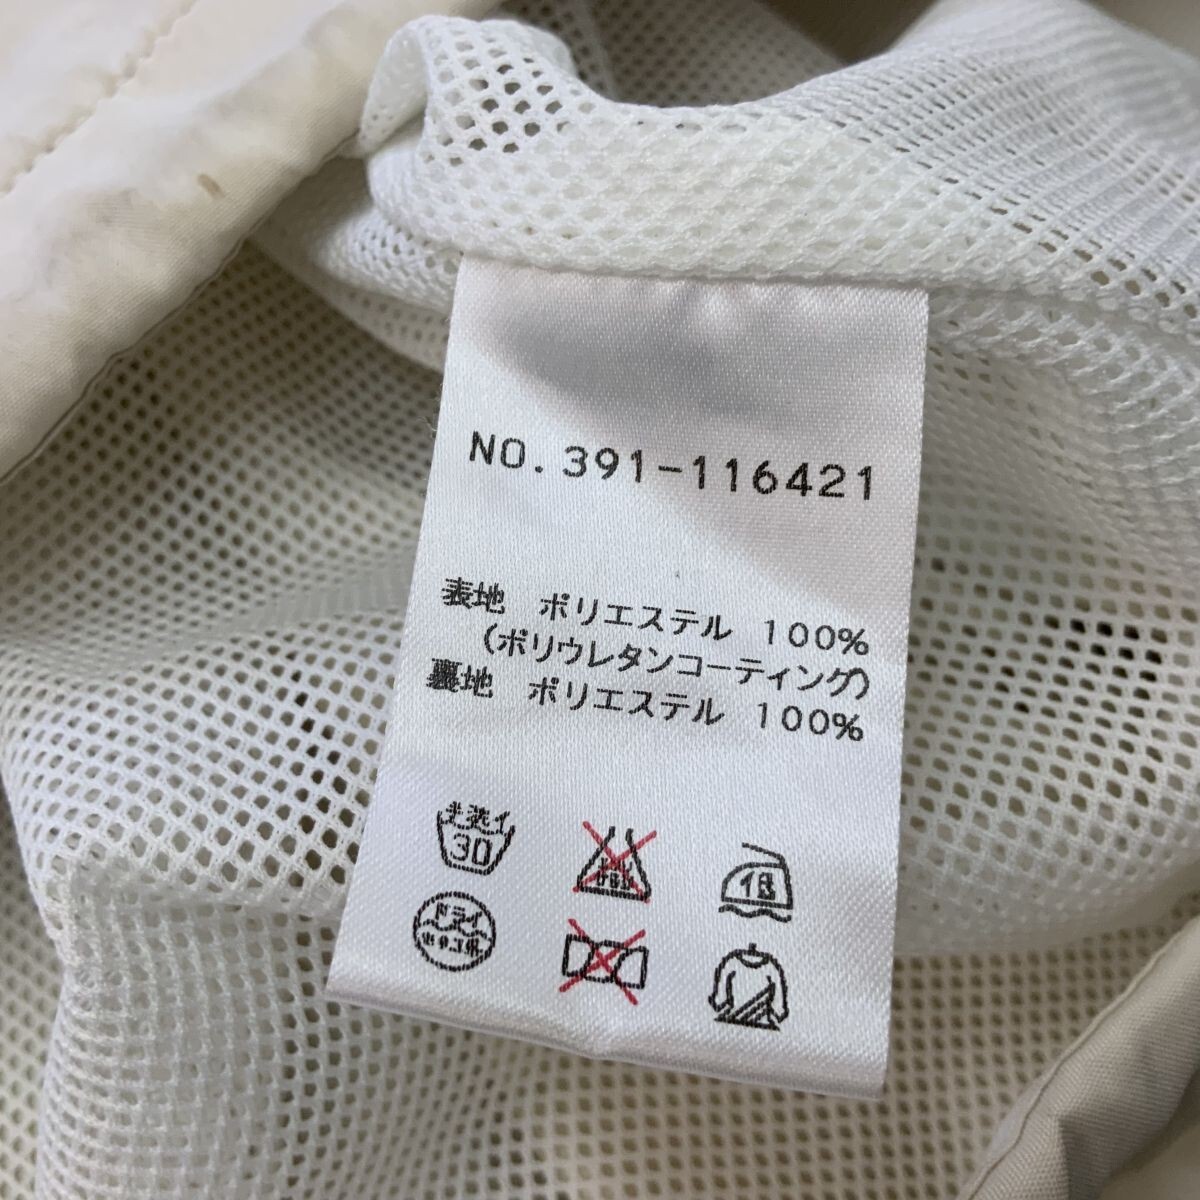 NO.391-116421
表地 ポリエステル 100%
(ポリウレタンコーティング)
裏地 ポリエステル 100%
手洗イ
30
ドライ